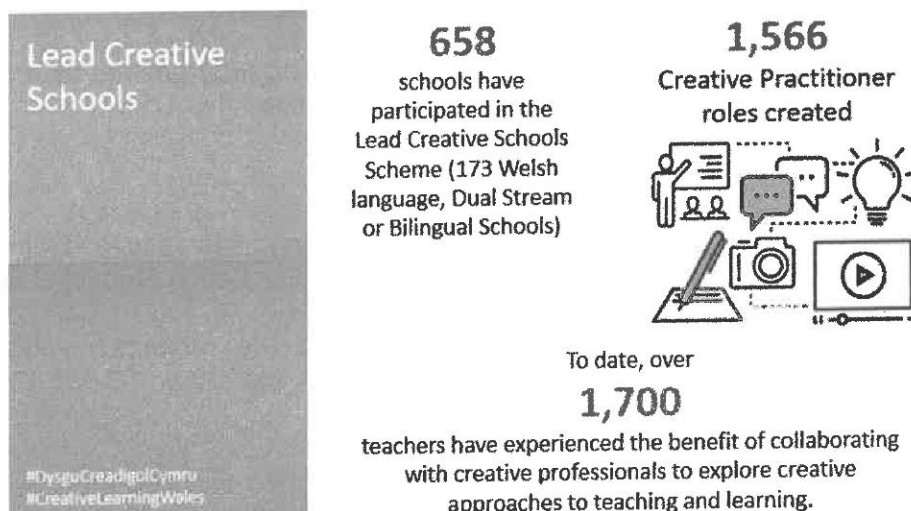 Lead Creative
Schools
#DysguCreadigolCymru
#CreativeLearningWales
658
schools have
participated in the
Lead Creative Schools
Scheme (173 Welsh
language, Dual Stream
or Bilingual Schools)
1,566
Creative Practitioner
roles created
To date, over
1,700
teachers have experienced the benefit of collaborating
with creative professionals to explore creative
approaches to teaching and learning.